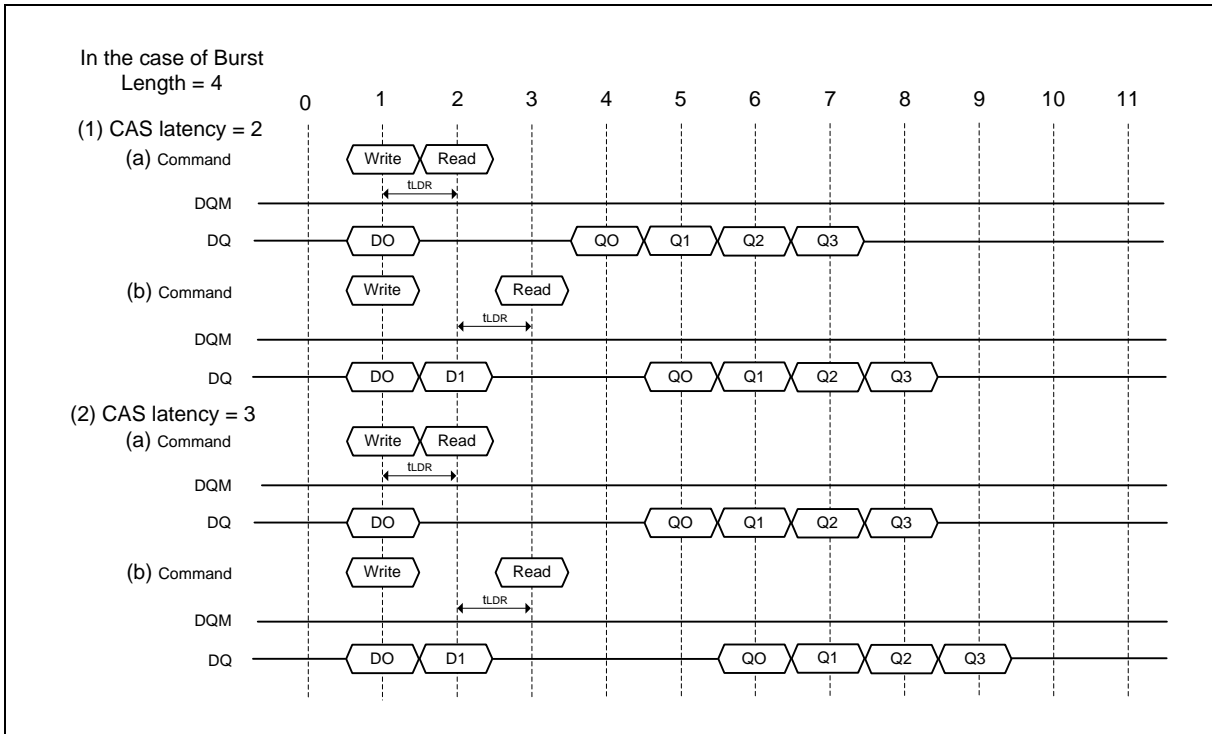 In the case of Burst
Length = 4
0 1 2 3 4 5 6 7 8 9 10 11
(1) CAS latency = 2
(a) Command Write Read
tLDR
DQM
DQ DO QO Q1 Q2 Q3
(b) Command Write Read
tLDR
DQM
DQ DO D1 QO Q1 Q2 Q3
(2) CAS latency = 3
(a) Command Write Read
tLDR
DQM
DQ DO QO Q1 Q2 Q3
(b) Command Write Read
tLDR
DQM
DQ DO D1 QO Q1 Q2 Q3